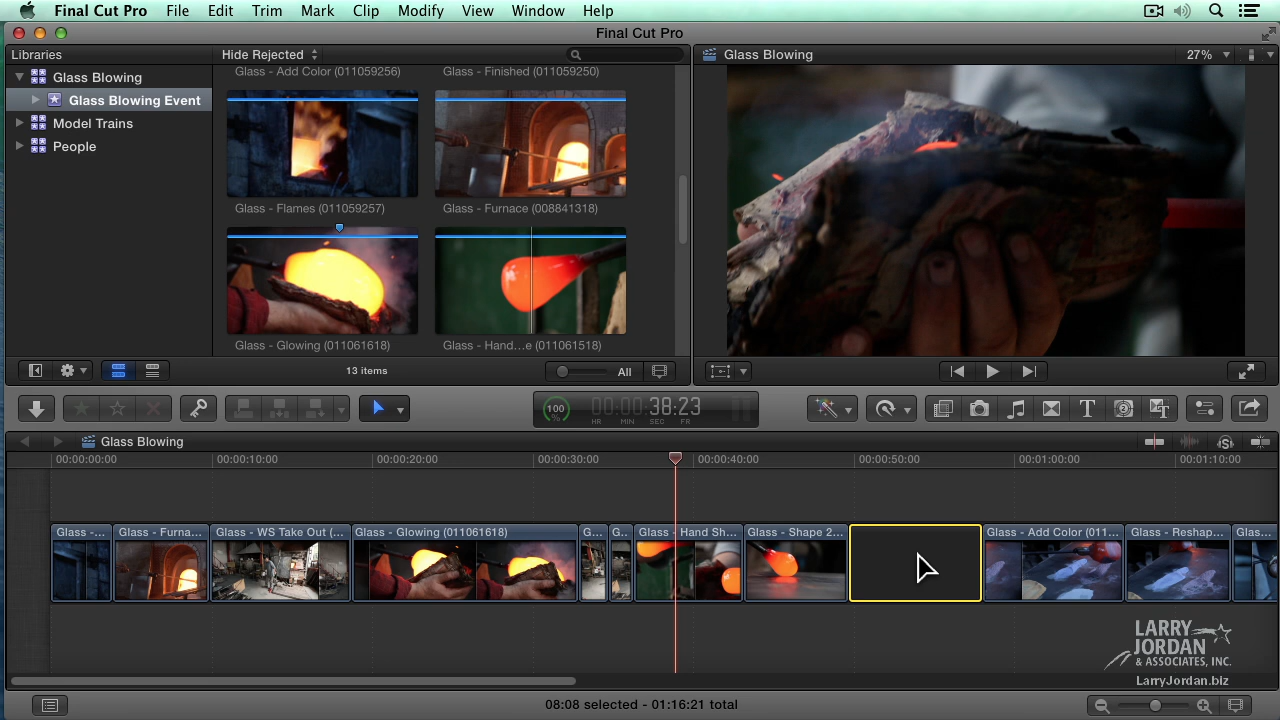 Final Cut Pro File Edit Trim Mark Clip Modify View Window Help
Final Cut Pro
Libraries
Hide Rejected
Glass Blowing
27%
Glass Blowing
Glass Blowing Event
Model Trains
People
Glass - Add Color (011059256)
Glass - Finished (011059250)
Glass - Flames (011059257)
Glass - Furnace (008841318)
Glass - Glowing (011061618)
Glass - Hand...e (011061518)
13 items
All
100
%
00:00:38:23
HR MIN SEC FR
T
Glass Blowing
00:00:00:00 00:00:10:00 00:00:20:00 00:00:30:00 00:00:40:00 00:00:50:00 00:01:00:00 00:01:10:00
Glass -... Glass - Furna... Glass - WS Take Out (... Glass - Glowing (011061618) G... G.. Glass - Hand Sh... Glass - Shape 2... Glass - Add Color (011... Glass - Reshap... Glas...
LARRY
JORDAN
& ASSOCIATES, INC.
LarryJordan.biz
08:08 selected - 01:16:21 total